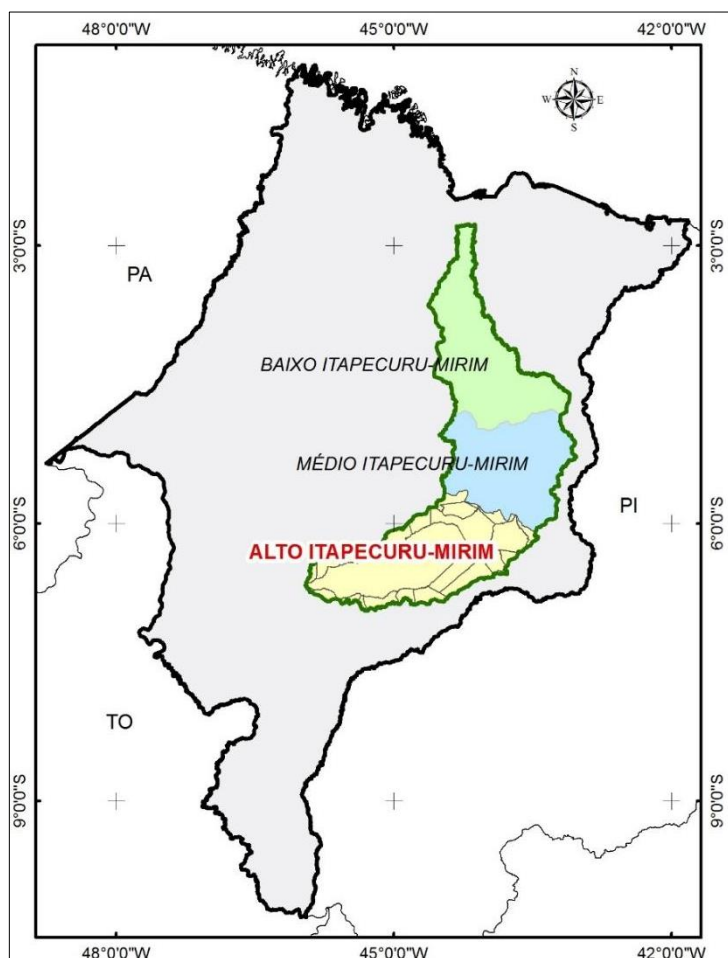 48°0'0"W
45°0'0"W
42°0'0"W
N
W
E
S
3°0'0"S
3°0'0"S
PA
BAIXO ITAPECURU-MIRIM
MÉDIO ITAPECURU-MIRIM
PI
6°0'0"S
6°0'0"S
ALTO ITAPECURU-MIRIM
TO
9°0'0"S
9°0'0"S
48°0'0"W
45°0'0"W
42°0'0"W